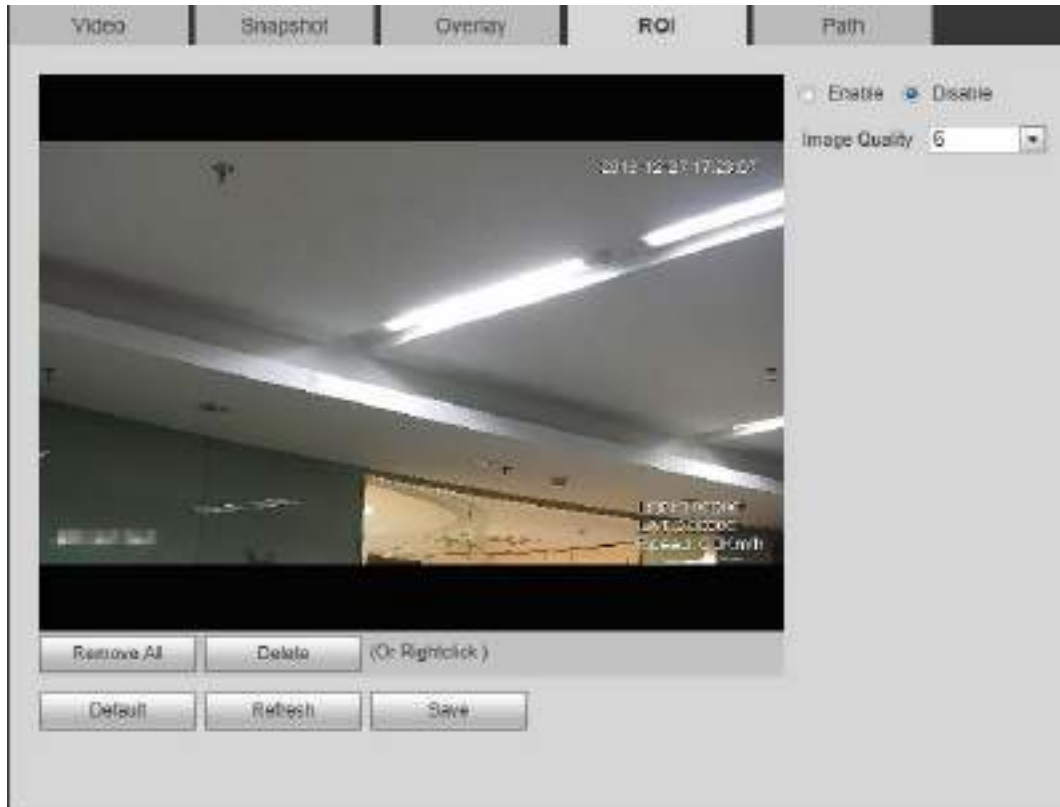 Video Snapshot Overlay ROI Path
Enable Disable
Image Quality 6
Remove All Delete (Or Rightclick )
Default Refresh Save